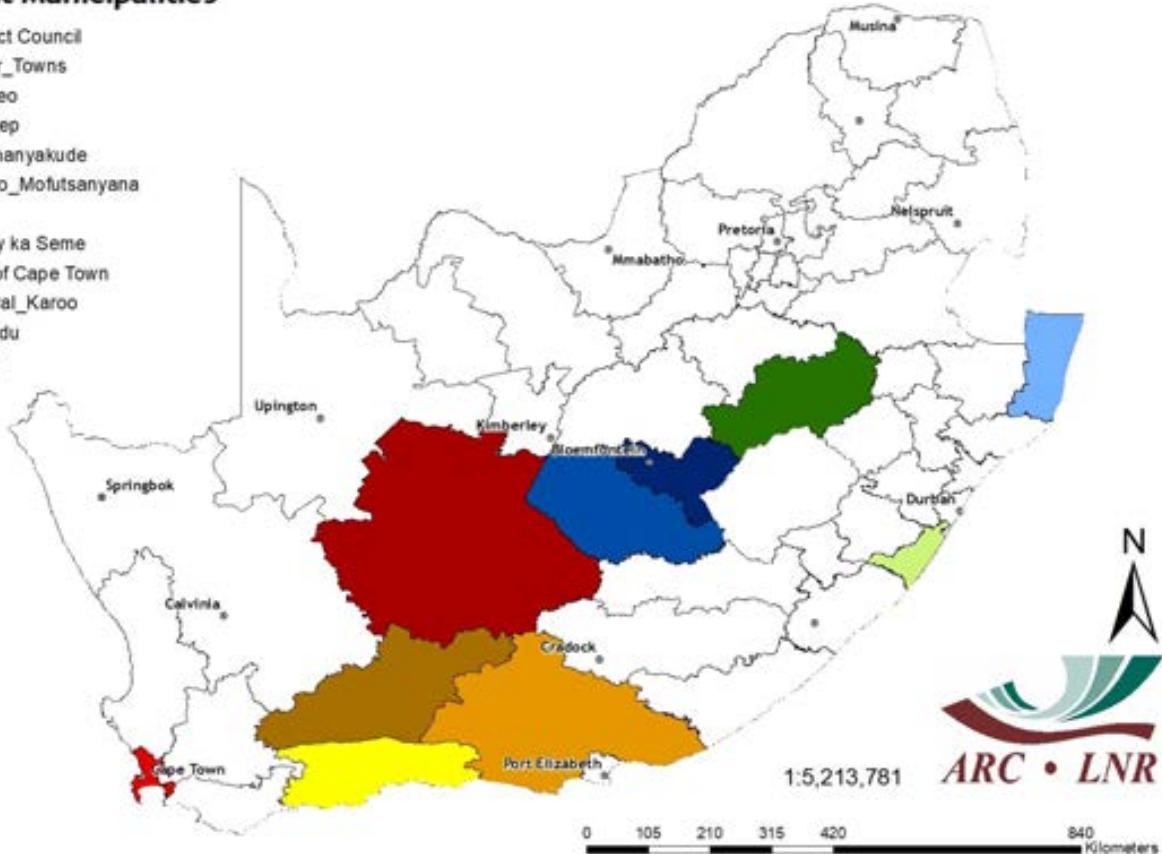 Municipalities
ct Council
r_Towns
eo
ep
anyakude
o_Mofutsanyana
y ka Seme
of Cape Town
al_Karoo
du
Musina
Nelspruit
Pretoria
Mmabatho
Upington
Kimberley
Bloemfontein
Springbok
Durban
N
Calvinia
Cradock
Cape Town
Port Elizabeth
1:5,213,781
ARC • LNR
0 105 210 315 420 840
Kilometers